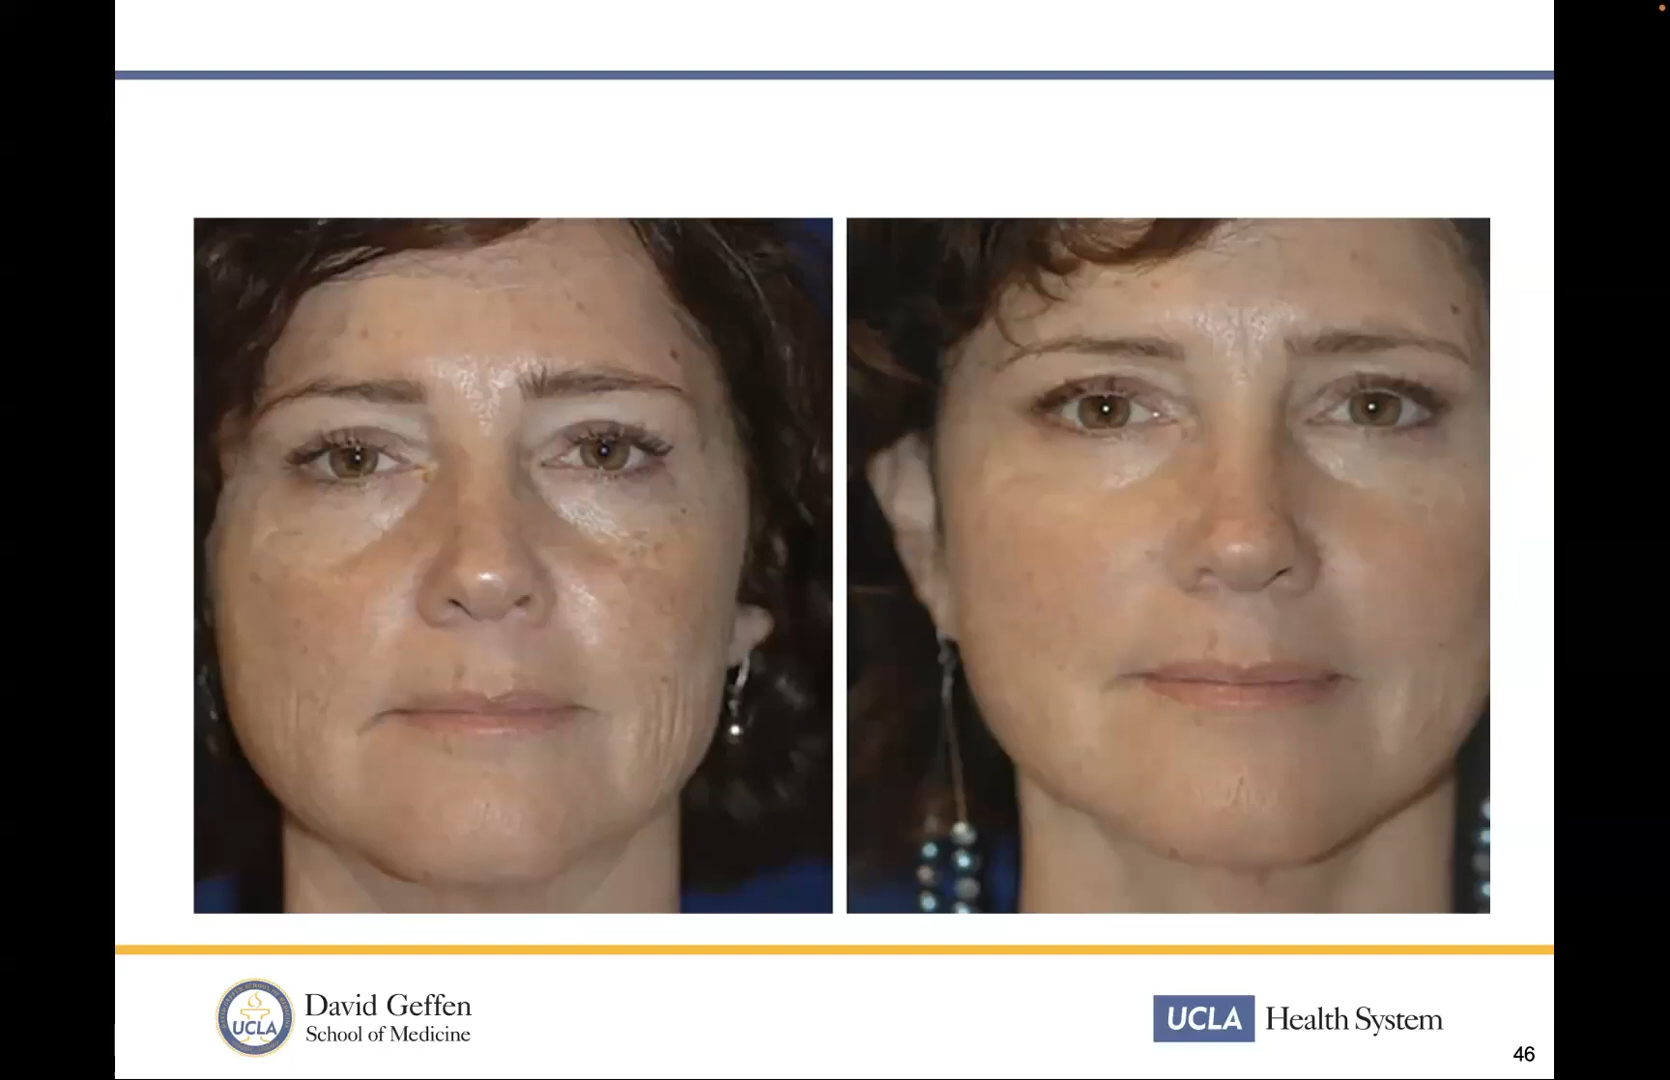 David Geffen
School of Medicine
UCLA
UCLA Health System
46